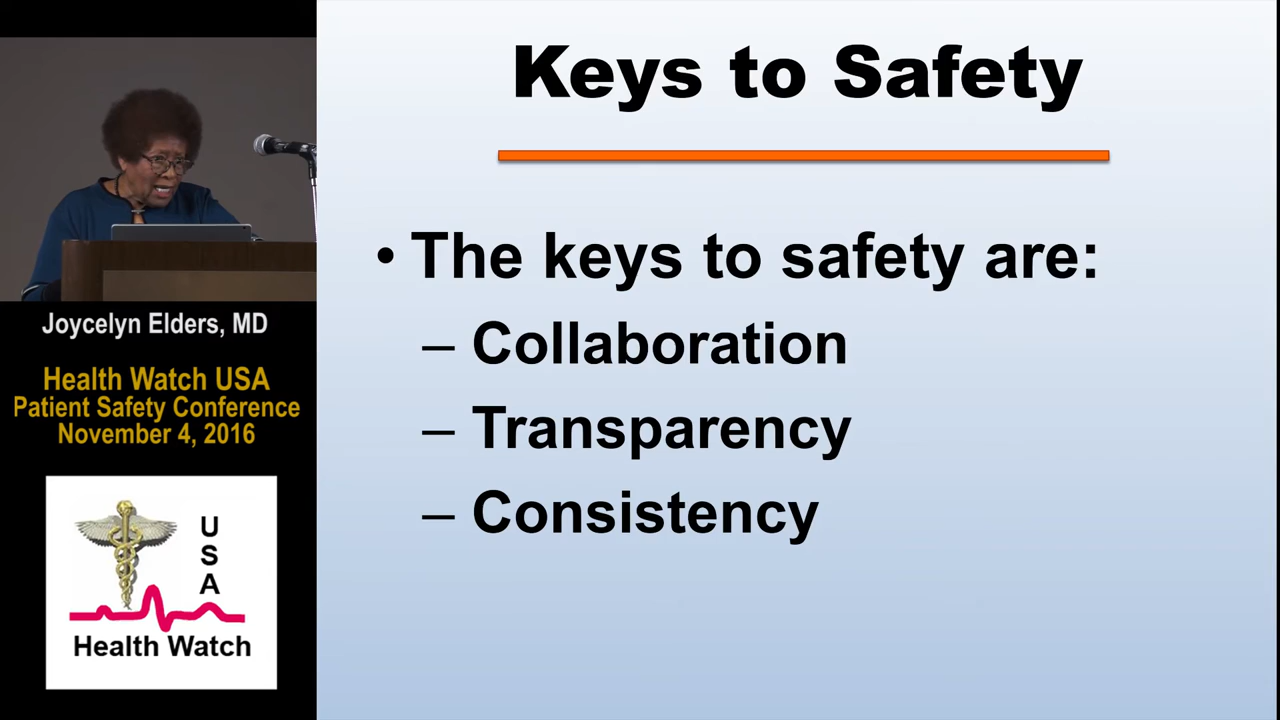 Keys to Safety
• The keys to safety are:
– Collaboration
– Transparency
– Consistency
Joycelyn Elders, MD
Health Watch USA
Patient Safety Conference
November 4, 2016
U
S
A
Health Watch